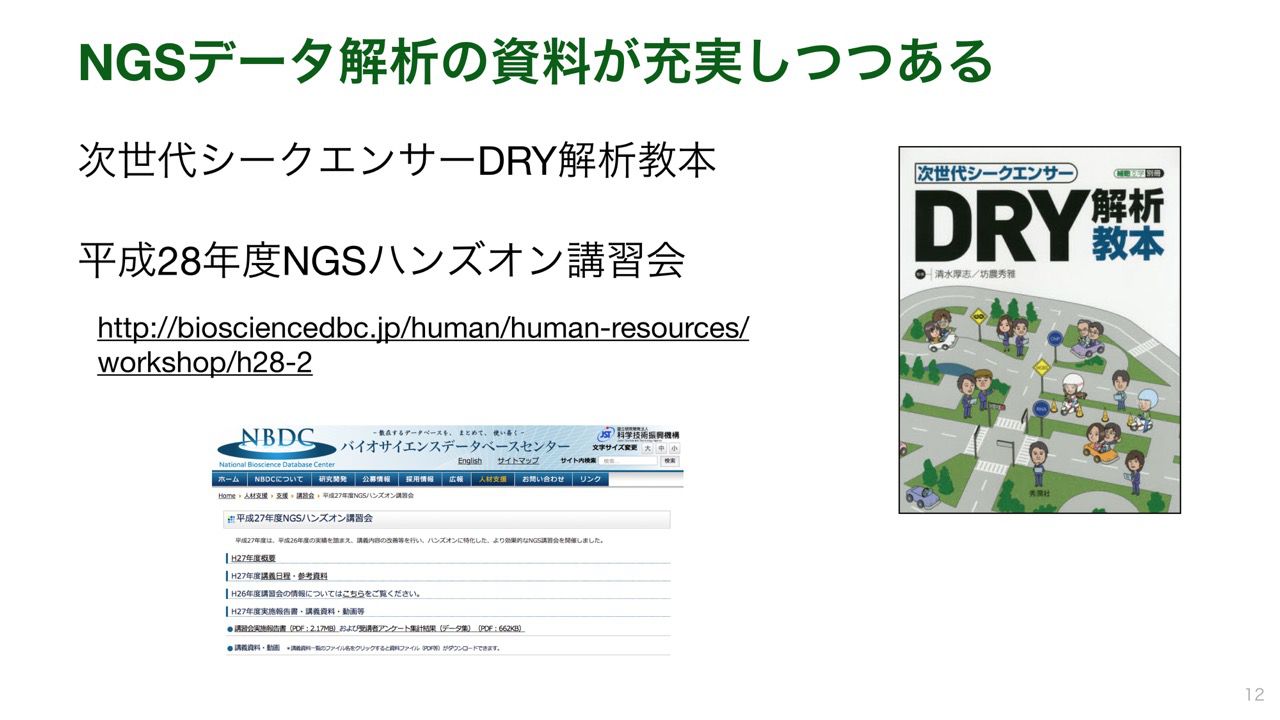 NGSデータ解析の資料が充実しつつある
次世代シークエンサーDRY解析教本
平成28年度NGSハンズオン講習会
http://biosciencedbc.jp/human/human-resources/
workshop/h28-2
次世代シークエンサー
細胞工学 別冊
DRY解析
教本
清水厚志／坊農秀雅
秀潤社
－散在するデータベースを、まとめて、使い易く－
NBDC バイオサイエンスデータベースセンター
National Bioscience Database Center
JST 国立研究開発法人
科学技術振興機構
文字サイズ変更 大 中 小
English サイトマップ サイト内検索 検索... 検索
ホーム NBDCについて 研究開発 公募情報 採用情報 広報 人材支援 お問い合わせ リンク
Home 人材支援 支援 講習会 平成27年度NGSハンズオン講習会
平成27年度NGSハンズオン講習会
平成27年度は、平成26年度の実績を踏まえ、講義内容の改善等を行い、ハンズオンに特化した、より効果的なNGS講習会を開催しました。
H27年度概要
H27年度講義日程・参考資料
H26年度講習会の情報についてはこちらをご覧ください。
H27年度実施報告書・講義資料・動画等
講習会実施報告書（PDF：2.17MB）および受講者アンケート集計結果（データ集）（PDF：662KB）
講義資料・動画 ＊講義資料一覧のファイル名をクリックすると資料ファイル（PDF等）がダウンロードできます。
12